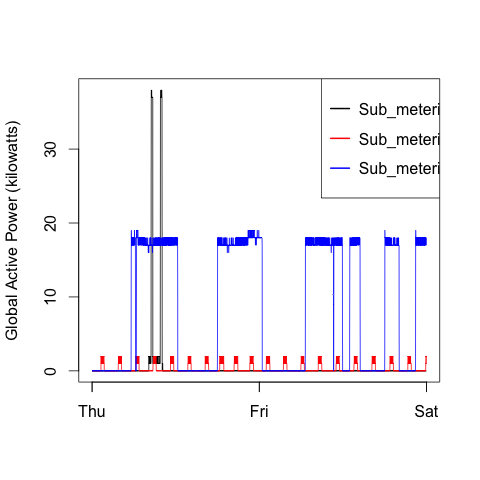 Global Active Power (kilowatts)
30
20
10
0
Sub_meteri
Sub_meteri
Sub_meteri
Thu Fri Sat